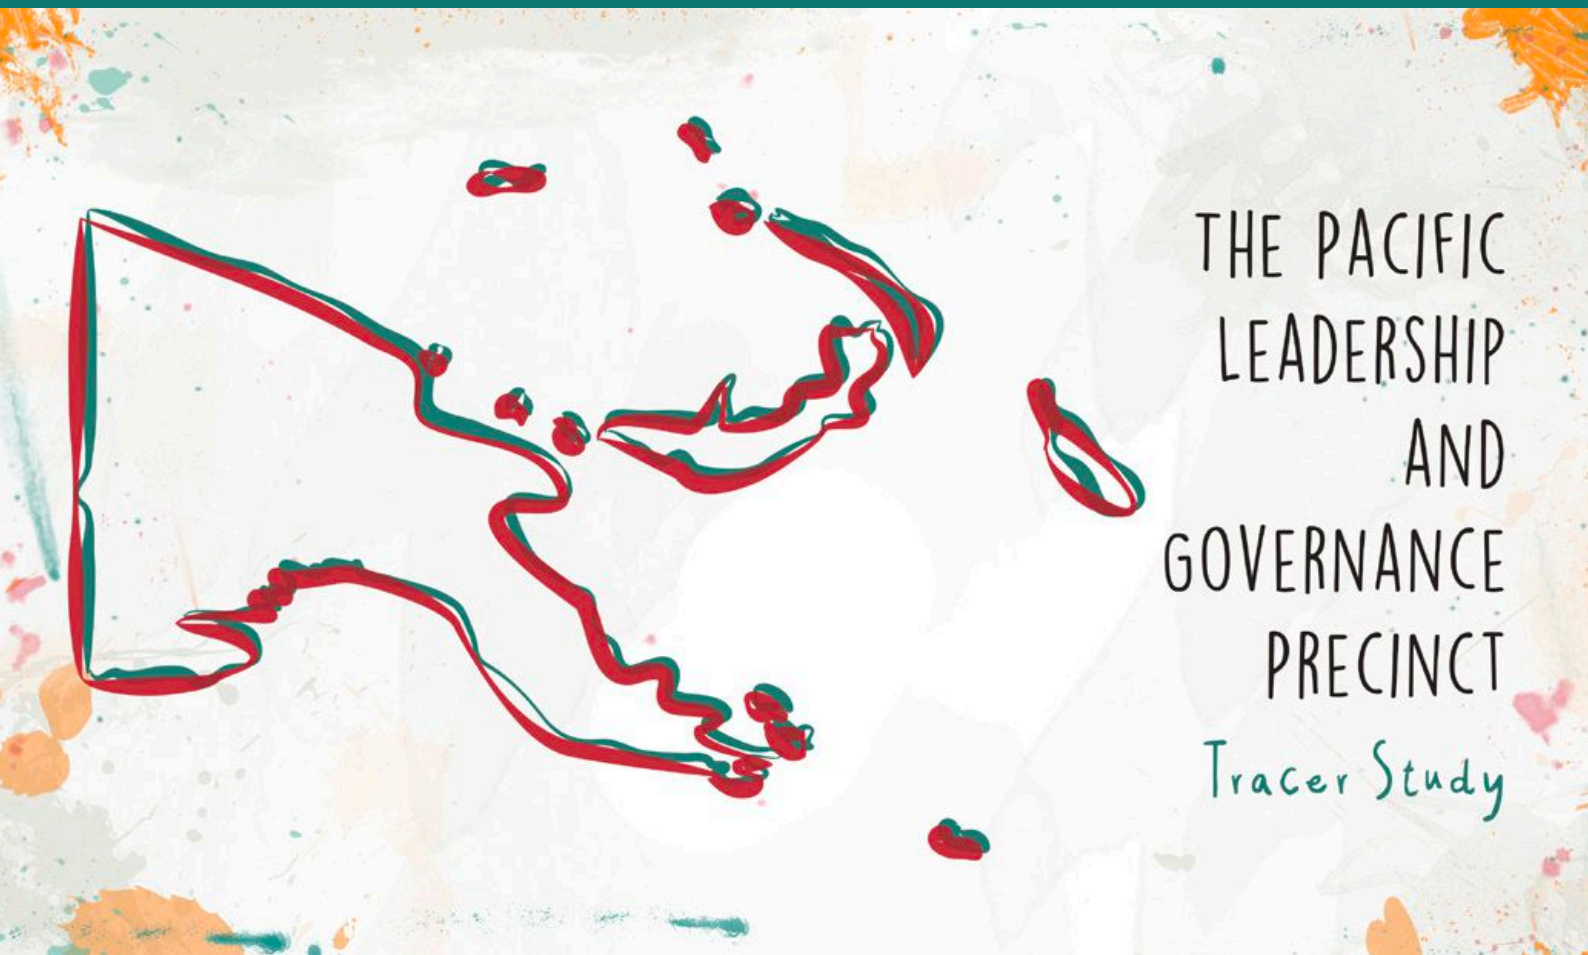 THE PACIFIC
LEADERSHIP
AND
GOVERNANCE
PRECINCT
Tracer Study